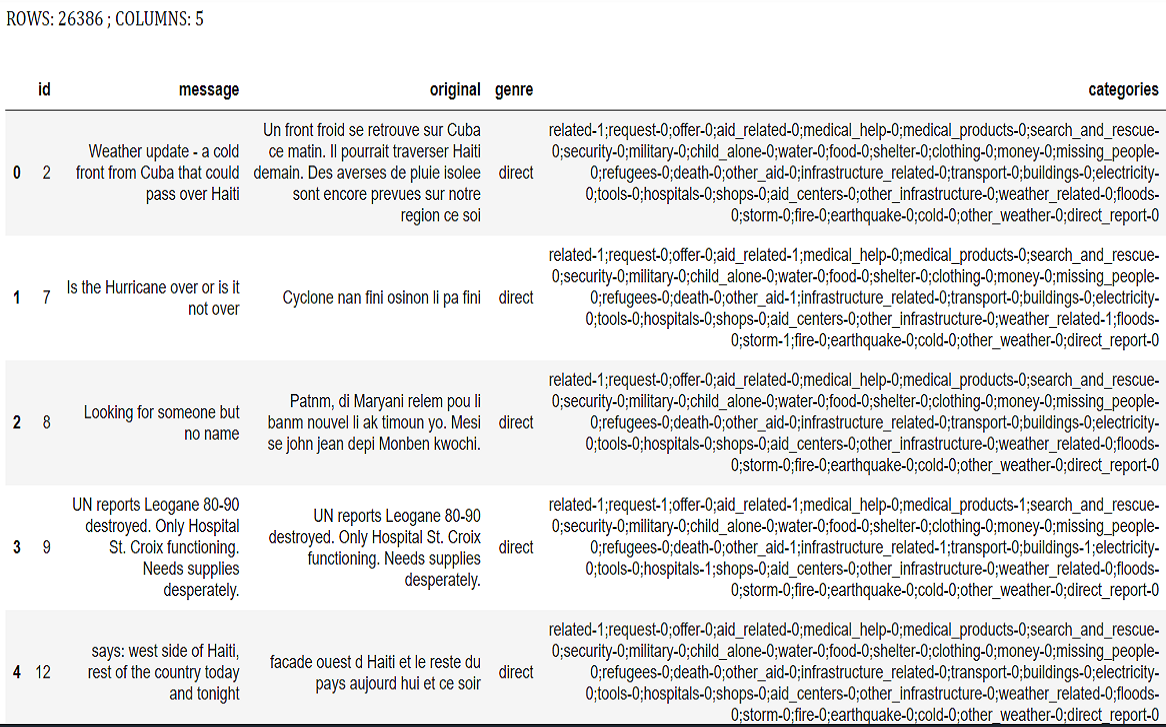 ROWS: 26386 ; COLUMNS: 5
id message original genre categories
0 2 Weather update - a cold front from Cuba that could pass over Haiti Un front froid se retrouve sur Cuba ce matin. Il pourrait traverser Haiti demain. Des averses de pluie isolee sont encore prevues sur notre region ce soi direct related-1;request-0;offer-0;aid_related-0;medical_help-0;medical_products-0;search_and_rescue-0;security-0;military-0;child_alone-0;water-0;food-0;shelter-0;clothing-0;money-0;missing_people-0;refugees-0;death-0;other_aid-0;infrastructure_related-0;transport-0;buildings-0;electricity-0;tools-0;hospitals-0;shops-0;aid_centers-0;other_infrastructure-0;weather_related-0;floods-0;storm-0;fire-0;earthquake-0;cold-0;other_weather-0;direct_report-0
1 7 Is the Hurricane over or is it not over Cyclone nan fini osinon li pa fini direct related-1;request-0;offer-0;aid_related-1;medical_help-0;medical_products-0;search_and_rescue-0;security-0;military-0;child_alone-0;water-0;food-0;shelter-0;clothing-0;money-0;missing_people-0;refugees-0;death-0;other_aid-1;infrastructure_related-0;transport-0;buildings-0;electricity-0;tools-0;hospitals-0;shops-0;aid_centers-0;other_infrastructure-0;weather_related-1;floods-0;storm-1;fire-0;earthquake-0;cold-0;other_weather-0;direct_report-0
2 8 Looking for someone but no name Patnm, di Maryani relem pou li banm nouvel li ak timoun yo. Mesi se john jean depi Monben kwochi. direct related-1;request-0;offer-0;aid_related-0;medical_help-0;medical_products-0;search_and_rescue-0;security-0;military-0;child_alone-0;water-0;food-0;shelter-0;clothing-0;money-0;missing_people-0;refugees-0;death-0;other_aid-0;infrastructure_related-0;transport-0;buildings-0;electricity-0;tools-0;hospitals-0;shops-0;aid_centers-0;other_infrastructure-0;weather_related-0;floods-0;storm-0;fire-0;earthquake-0;cold-0;other_weather-0;direct_report-0
3 9 UN reports Leogane 80-90 destroyed. Only Hospital St. Croix functioning. Needs supplies desperately. UN reports Leogane 80-90 destroyed. Only Hospital St. Croix functioning. Needs supplies desperately. direct related-1;request-1;offer-0;aid_related-1;medical_help-0;medical_products-1;search_and_rescue-0;security-0;military-0;child_alone-0;water-0;food-0;shelter-0;clothing-0;money-0;missing_people-0;refugees-0;death-0;other_aid-1;infrastructure_related-1;transport-0;buildings-1;electricity-0;tools-0;hospitals-1;shops-0;aid_centers-0;other_infrastructure-0;weather_related-0;floods-0;storm-0;fire-0;earthquake-0;cold-0;other_weather-0;direct_report-0
4 12 says: west side of Haiti, rest of the country today and tonight facade ouest d Haiti et le reste du pays aujourd hui et ce soir direct related-1;request-0;offer-0;aid_related-0;medical_help-0;medical_products-0;search_and_rescue-0;security-0;military-0;child_alone-0;water-0;food-0;shelter-0;clothing-0;money-0;missing_people-0;refugees-0;death-0;other_aid-0;infrastructure_related-0;transport-0;buildings-0;electricity-0;tools-0;hospitals-0;shops-0;aid_centers-0;other_infrastructure-0;weather_related-0;floods-0;storm-0;fire-0;earthquake-0;cold-0;other_weather-0;direct_report-0